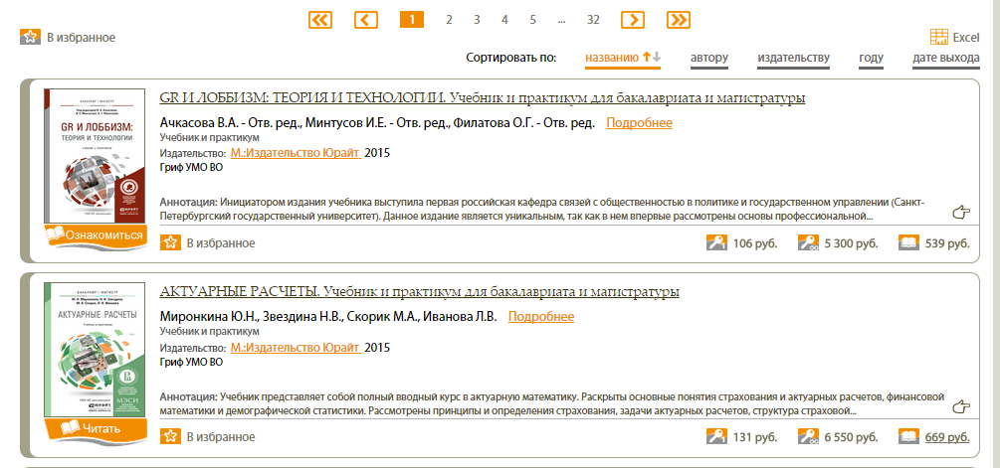 1 2 3 4 5 ... 32
В избранное
Excel
Сортировать по: названию автору издательству году дате выхода
GR И ЛОББИЗМ: ТЕОРИЯ И ТЕХНОЛОГИИ. Учебник и практикум для бакалавриата и магистратуры
Ачкасова В.А. - Отв. ред., Минтусов И.Е. - Отв. ред., Филатова О.Г. - Отв. ред. Подробнее
Учебник и практикум
Издательство: М.:Издательство Юрайт 2015
Гриф УМО ВО
Аннотация: Инициатором издания учебника выступила первая российская кафедра связей с общественностью в политике и государственном управлении (Санкт-
Петербургский государственный университет). Данное издание является уникальным, так как в нем впервые рассмотрены основы профессиональной...
БАКАЛАВР • МАГИСТР
GR И ЛОББИЗМ:
ТЕОРИЯ И ТЕХНОЛОГИИ
ЮРАЙТ
Ознакомиться
В избранное 106 руб. 5 300 руб. 539 руб.
АКТУАРНЫЕ РАСЧЕТЫ. Учебник и практикум для бакалавриата и магистратуры
Миронкина Ю.Н., Звездина Н.В., Скорик М.А., Иванова Л.В. Подробнее
Учебник и практикум
Издательство: М.:Издательство Юрайт 2015
Гриф УМО ВО
Аннотация: Учебник представляет собой полный вводный курс в актуарную математику. Раскрыты основные понятия страхования и актуарных расчетов, финансовой
математики и демографической статистики. Рассмотрены принципы и определения страхования, задачи актуарных расчетов, структура страховой...
БАКАЛАВР • МАГИСТР
АКТУАРНЫЕ РАСЧЕТЫ
МЭСИ
ЮРАЙТ
Читать
В избранное 131 руб. 6 550 руб. 669 руб.